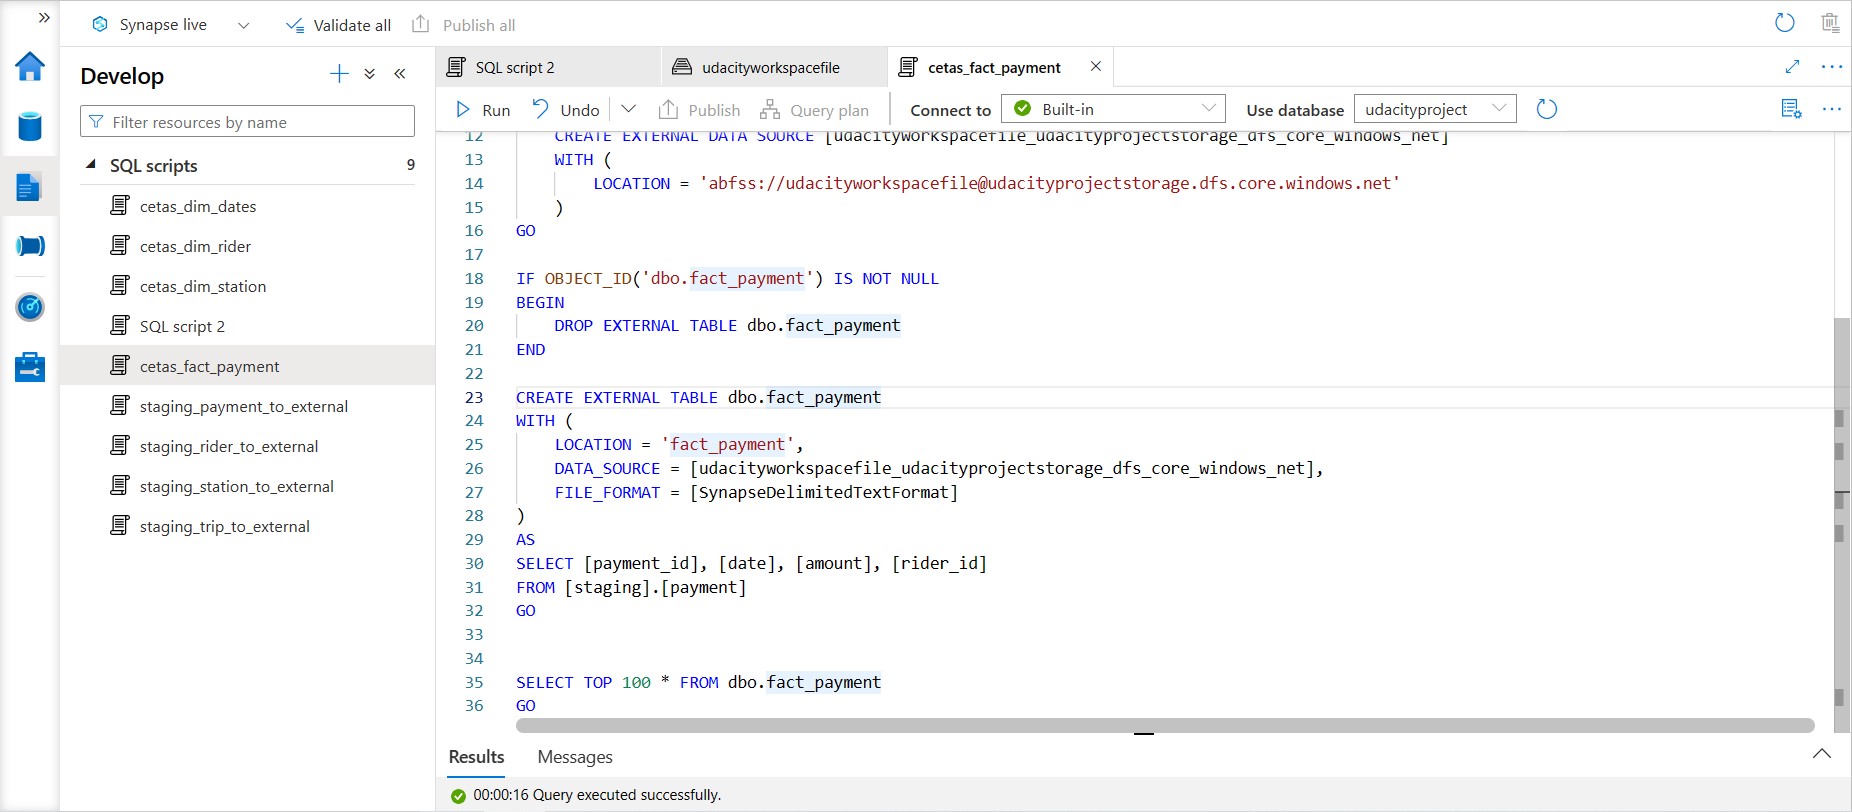 Synapse live
Validate all
Publish all
Develop
Filter resources by name
SQL scripts 9
cetas_dim_dates
cetas_dim_rider
cetas_dim_station
SQL script 2
cetas_fact_payment
staging_payment_to_external
staging_rider_to_external
staging_station_to_external
staging_trip_to_external
SQL script 2
udacityworkspacefile
cetas_fact_payment
Run
Undo
Publish
Query plan
Connect to
Built-in
Use database
udacityproject
12 CREATE EXTERNAL DATA SOURCE [udacityworkspacefile_udacityprojectstorage_dfs_core_windows_net]
13 WITH (
14 LOCATION = 'abfss://udacityworkspacefile@udacityprojectstorage.dfs.core.windows.net'
15 )
16 GO
17
18 IF OBJECT_ID('dbo.fact_payment') IS NOT NULL
19 BEGIN
20 DROP EXTERNAL TABLE dbo.fact_payment
21 END
22
23 CREATE EXTERNAL TABLE dbo.fact_payment
24 WITH (
25 LOCATION = 'fact_payment',
26 DATA_SOURCE = [udacityworkspacefile_udacityprojectstorage_dfs_core_windows_net],
27 FILE_FORMAT = [SynapseDelimitedTextFormat]
28 )
29 AS
30 SELECT [payment_id], [date], [amount], [rider_id]
31 FROM [staging].[payment]
32 GO
33
34
35 SELECT TOP 100 * FROM dbo.fact_payment
36 GO
Results
Messages
00:00:16 Query executed successfully.